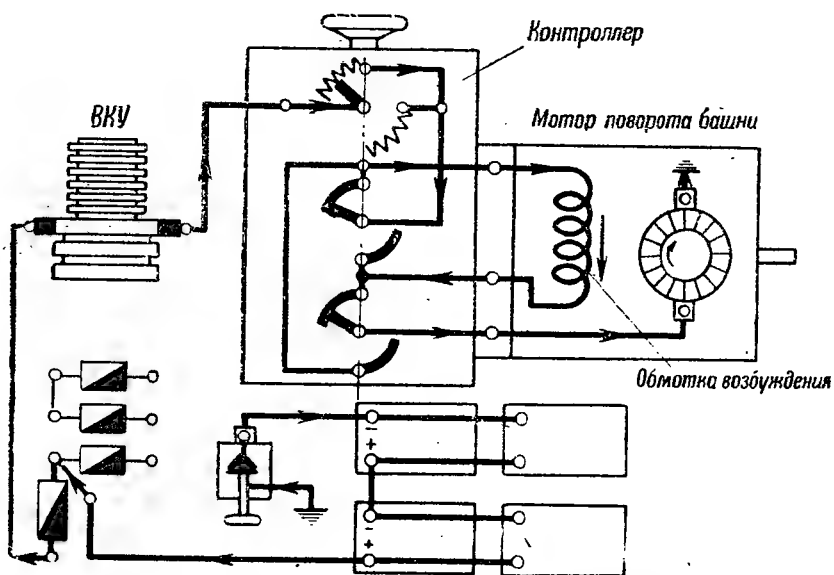 Контроллер
ВКУ
Мотор поворота башни
Обмотка возбуждения
−
+
−
+